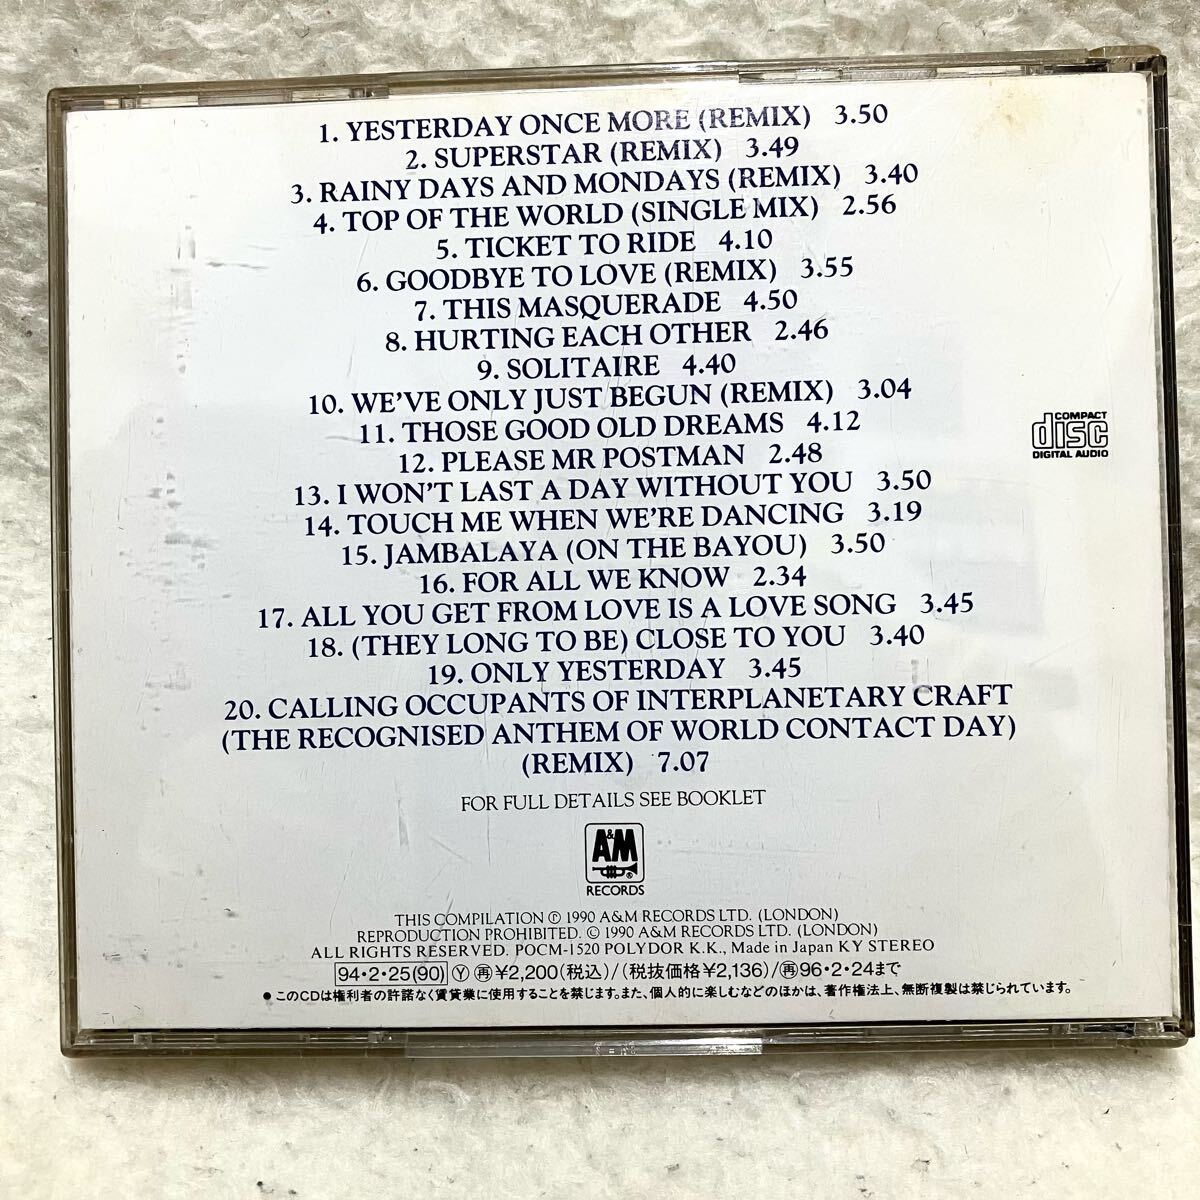 1. YESTERDAY ONCE MORE (REMIX) 3.50
2. SUPERSTAR (REMIX) 3.49
3. RAINY DAYS AND MONDAYS (REMIX) 3.40
4. TOP OF THE WORLD (SINGLE MIX) 2.56
5. TICKET TO RIDE 4.10
6. GOODBYE TO LOVE (REMIX) 3.55
7. THIS MASQUERADE 4.50
8. HURTING EACH OTHER 2.46
9. SOLITAIRE 4.40
10. WE'VE ONLY JUST BEGUN (REMIX) 3.04
11. THOSE GOOD OLD DREAMS 4.12
12. PLEASE MR POSTMAN 2.48
13. I WON'T LAST A DAY WITHOUT YOU 3.50
14. TOUCH ME WHEN WE'RE DANCING 3.19
15. JAMBALAYA (ON THE BAYOU) 3.50
16. FOR ALL WE KNOW 2.34
17. ALL YOU GET FROM LOVE IS A LOVE SONG 3.45
18. (THEY LONG TO BE) CLOSE TO YOU 3.40
19. ONLY YESTERDAY 3.45
20. CALLING OCCUPANTS OF INTERPLANETARY CRAFT
(THE RECOGNISED ANTHEM OF WORLD CONTACT DAY)
(REMIX) 7.07
COMPACT
disc
DIGITAL AUDIO
FOR FULL DETAILS SEE BOOKLET
A&M
RECORDS
THIS COMPILATION ℗ 1990 A&M RECORDS LTD. (LONDON)
REPRODUCTION PROHIBITED. © 1990 A&M RECORDS LTD. (LONDON)
ALL RIGHTS RESERVED. POCM-1520 POLYDOR K.K., Made in Japan KY STEREO
94・2・25(90) Ⓨ 再 ¥2,200(税込)/(税抜価格¥2,136)/再96・2・24まで
●このCDは権利者の許諾なく賃貸業に使用することを禁じます。また、個人的に楽しむなどのほかは、著作権法上、無断複製は禁じられています。